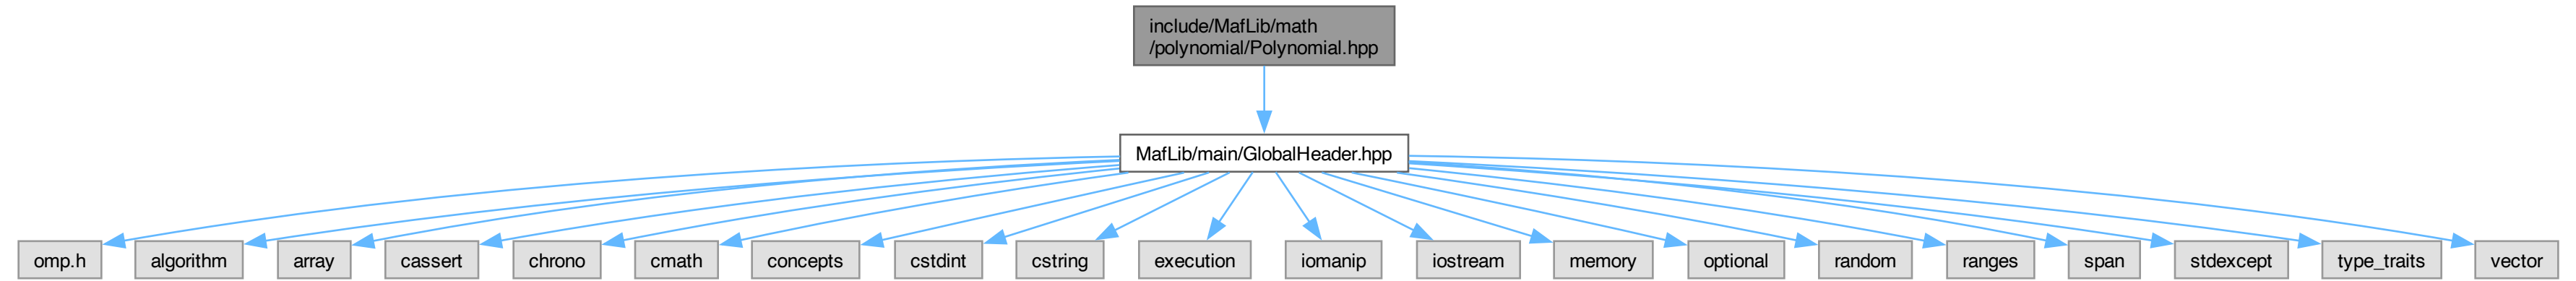 include/MafLib/math
/polynomial/Polynomial.hpp
MafLib/main/GlobalHeader.hpp
omp.h
algorithm
array
cassert
chrono
cmath
concepts
cstdint
cstring
execution
iomanip
iostream
memory
optional
random
ranges
span
stdexcept
type_traits
vector